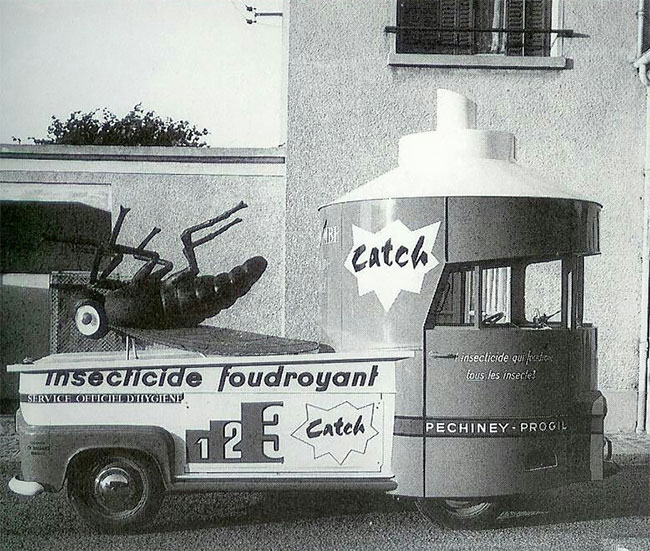 Catch
l'insecticide qui foudroie
tous les insectes
PECHINEY-PROGIL
insecticide foudroyant
SERVICE OFFICIEL D'HYGIENE
1 2 3
Catch